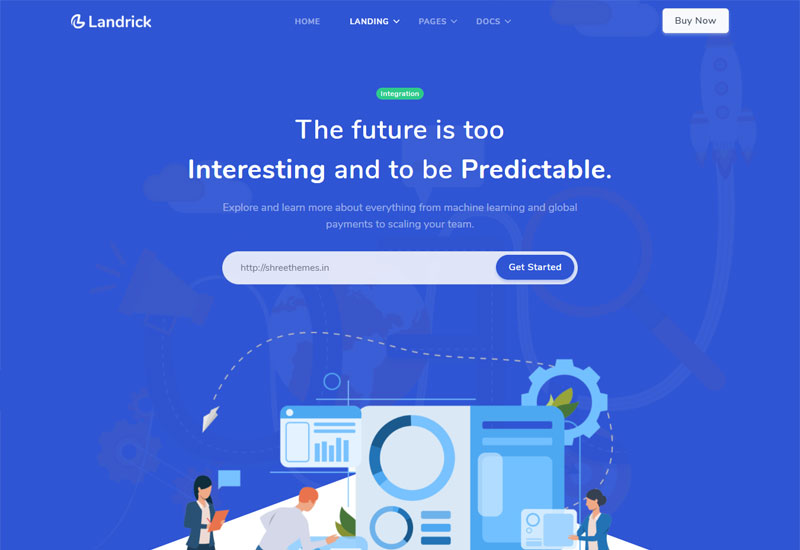 Landrick
HOME LANDING PAGES DOCS
Buy Now
Integration
The future is too
Interesting and to be Predictable.
Explore and learn more about everything from machine learning and global
payments to scaling your team.
http://shreethemes.in
Get Started